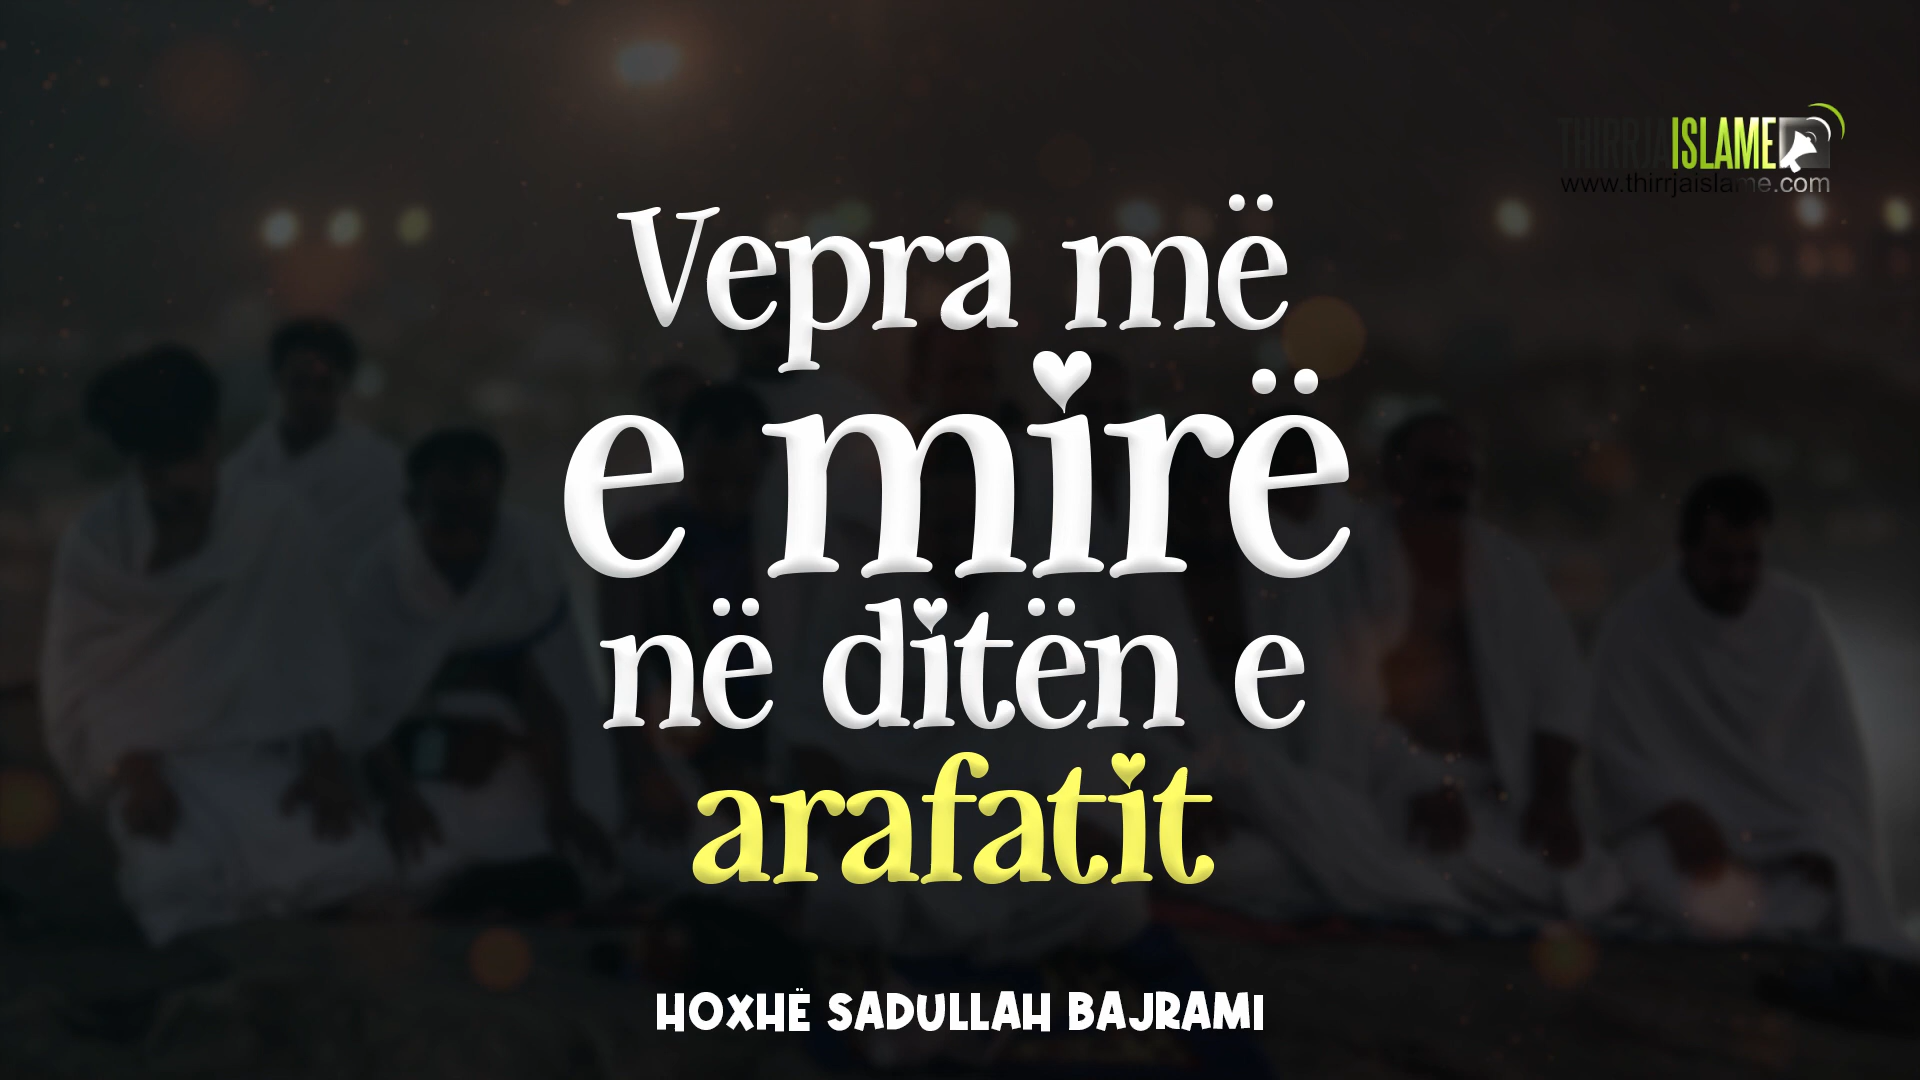 THIRRJAISLAME
www.thirrjaislame.com
Vepra më
e mirë
në ditën e
arafatit
HOXHË SADULLAH BAJRAMI